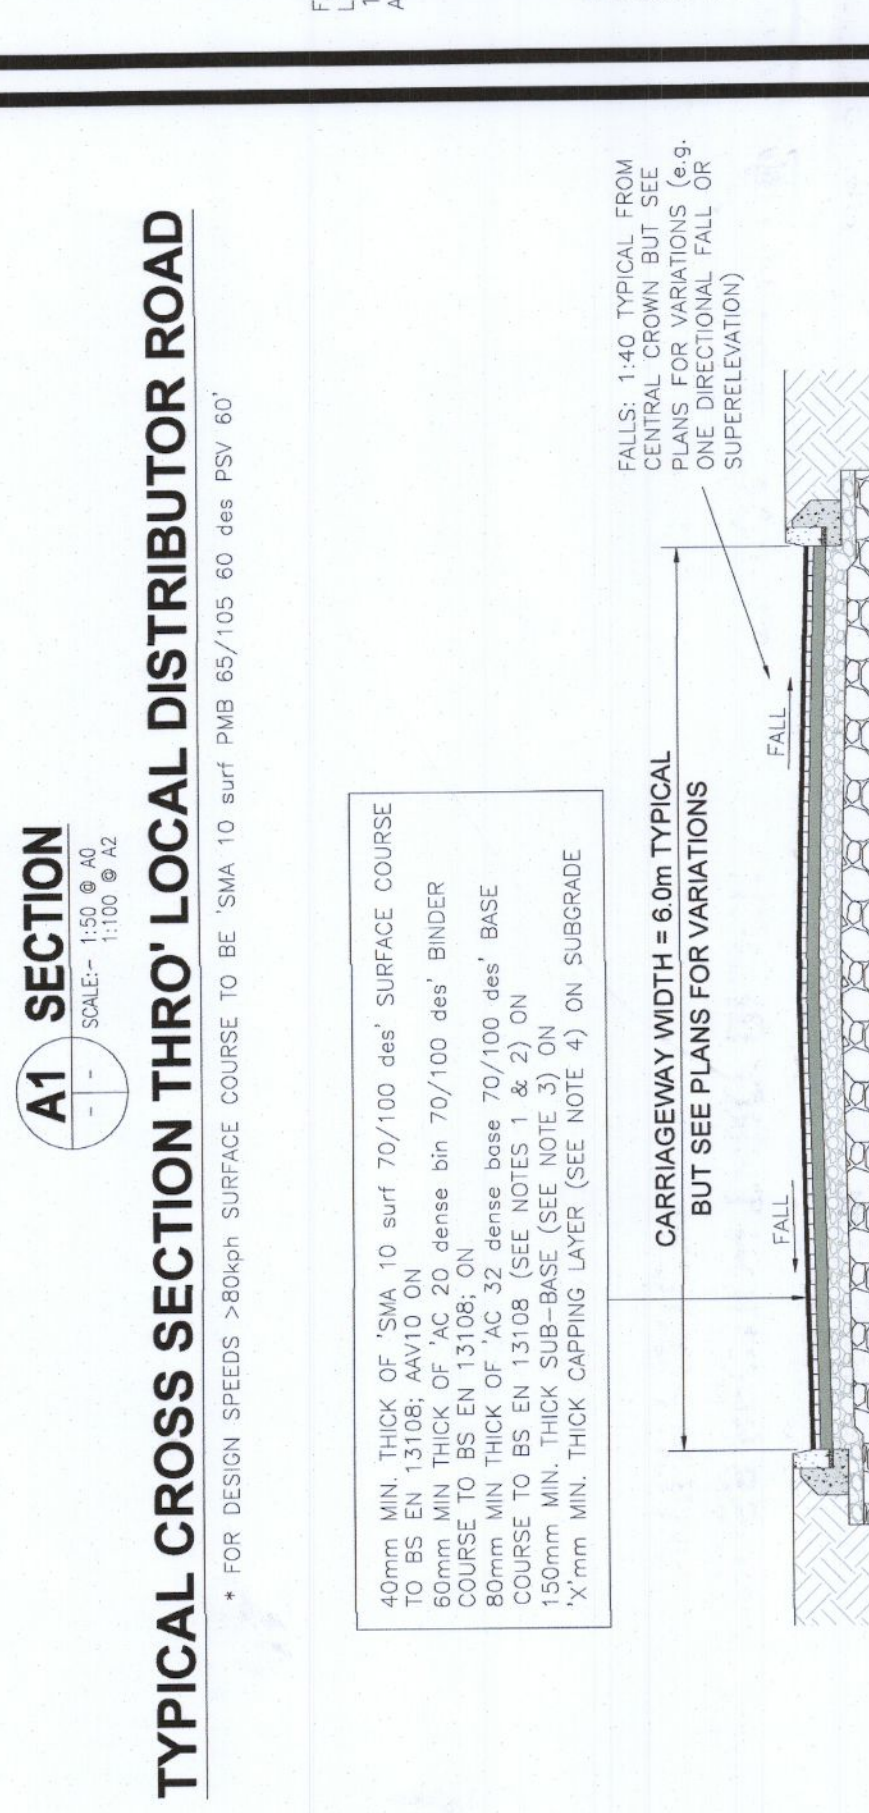 A1 SECTION
- -
SCALE:- 1:50 @ A0
1:100 @ A2
TYPICAL CROSS SECTION THRO' LOCAL DISTRIBUTOR ROAD
* FOR DESIGN SPEEDS >80kph SURFACE COURSE TO BE 'SMA 10 surf PMB 65/105 60 des PSV 60'
40mm MIN. THICK OF 'SMA 10 surf 70/100 des' SURFACE COURSE
TO BS EN 13108; AAV10 ON
60mm MIN THICK OF 'AC 20 dense bin 70/100 des' BINDER
COURSE TO BS EN 13108; ON
80mm MIN THICK OF 'AC 32 dense base 70/100 des' BASE
COURSE TO BS EN 13108 (SEE NOTES 1 & 2) ON
150mm MIN. THICK SUB-BASE (SEE NOTE 3) ON
'X'mm MIN. THICK CAPPING LAYER (SEE NOTE 4) ON SUBGRADE
FALLS: 1:40 TYPICAL FROM
CENTRAL CROWN BUT SEE
PLANS FOR VARIATIONS (e.g.
ONE DIRECTIONAL FALL OR
SUPERELEVATION)
CARRIAGEWAY WIDTH = 6.0m TYPICAL
BUT SEE PLANS FOR VARIATIONS
FALL
FALL